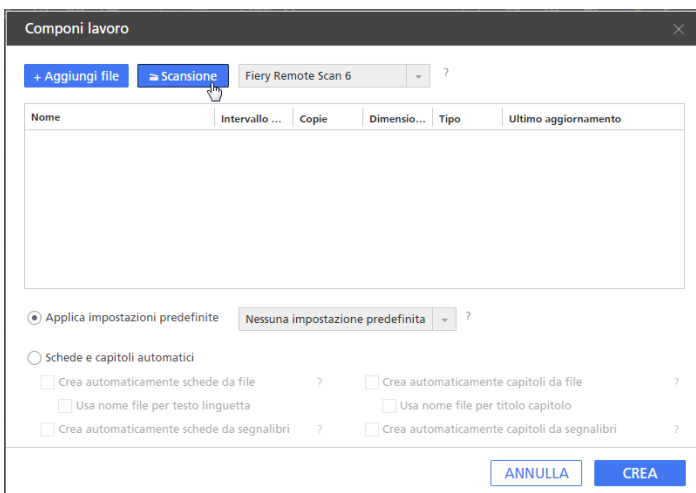 Componi lavoro
+ Aggiungi file Scansione Fiery Remote Scan 6 ?
Nome Intervallo ... Copie Dimensio... Tipo Ultimo aggiornamento
Applica impostazioni predefinite Nessuna impostazione predefinita ?
Schede e capitoli automatici
Crea automaticamente schede da file ? Crea automaticamente capitoli da file ?
Usa nome file per testo linguetta Usa nome file per titolo capitolo
Crea automaticamente schede da segnalibri ? Crea automaticamente capitoli da segnalibri ?
ANNULLA CREA